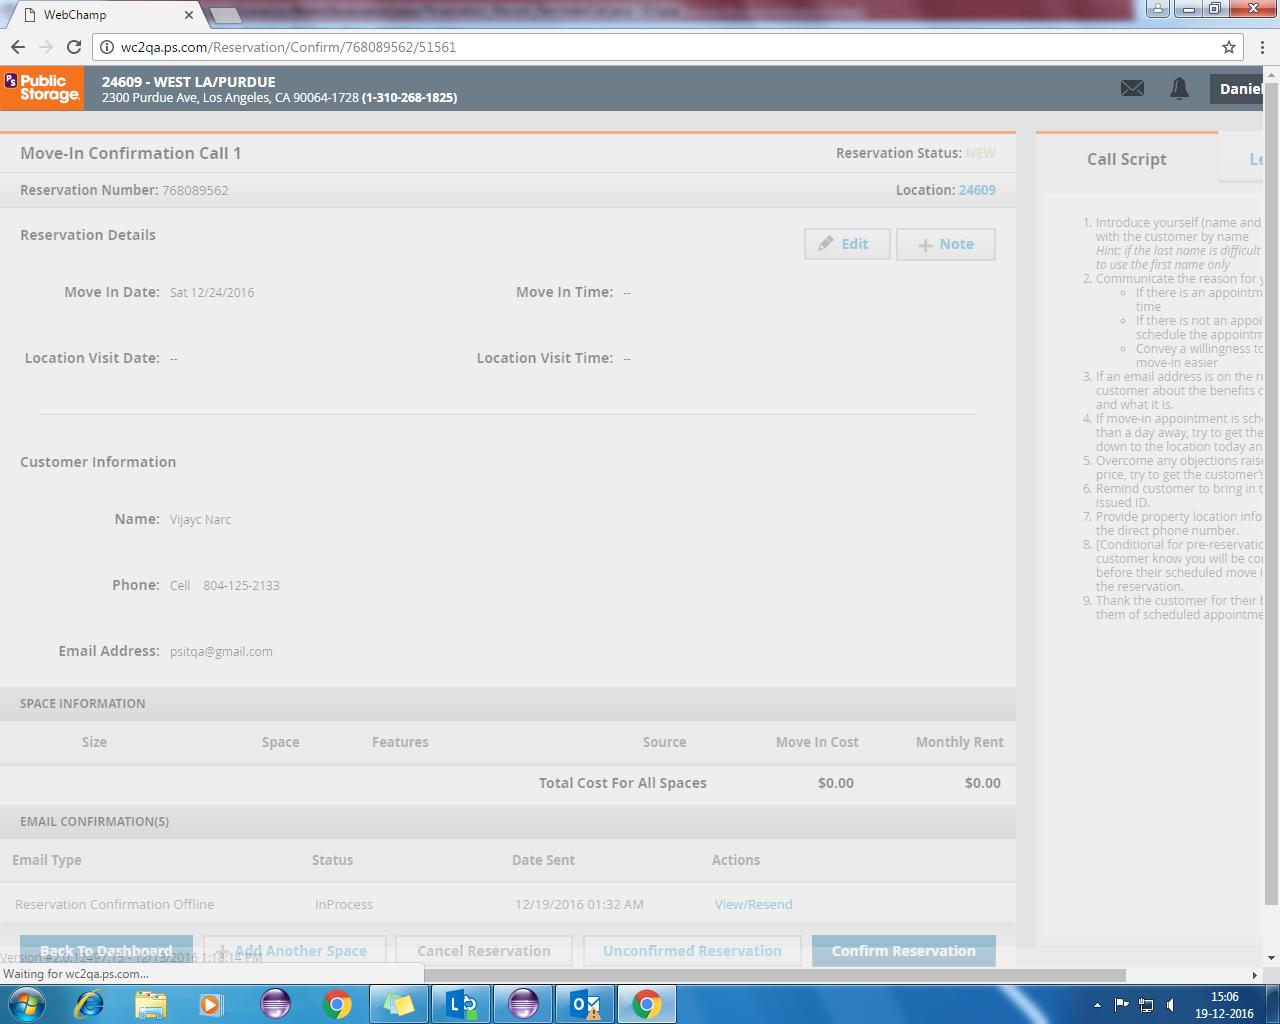 WebChamp
wc2qa.ps.com/Reservation/Confirm/768089562/51561
PS Public Storage.
24609 - WEST LA/PURDUE
2300 Purdue Ave, Los Angeles, CA 90064-1728 (1-310-268-1825)
Daniel
Move-In Confirmation Call 1
Reservation Status: NEW
Reservation Number: 768089562
Location: 24609
Reservation Details
Edit
+ Note
Move In Date: Sat 12/24/2016
Move In Time: --
Location Visit Date: --
Location Visit Time: --
Customer Information
Name: Vijayc Narc
Phone: Cell 804-125-2133
Email Address: psitqa@gmail.com
SPACE INFORMATION
Size Space Features Source Move In Cost Monthly Rent
Total Cost For All Spaces $0.00 $0.00
EMAIL CONFIRMATION(S)
Email Type Status Date Sent Actions
Reservation Confirmation Offline InProcess 12/19/2016 01:32 AM View/Resend
Back To Dashboard
+ Add Another Space
Cancel Reservation
Unconfirmed Reservation
Confirm Reservation
Version #2.0.12497.15 - 12/13/2016 1:18:14 PM
Waiting for wc2qa.ps.com...
Call Script
Le
1. Introduce yourself (name and
with the customer by name
Hint: if the last name is difficult
to use the first name only
2. Communicate the reason for y
If there is an appointm
time
If there is not an appoi
schedule the appointm
Convey a willingness to
move-in easier
3. If an email address is on the re
customer about the benefits o
and what it is.
4. If move-in appointment is sche
than a day away, try to get the
down to the location today an
5. Overcome any objections raise
price, try to get the customer's
6. Remind customer to bring in t
issued ID.
7. Provide property location info
the direct phone number.
8. [Conditional for pre-reservatio
customer know you will be co
before their scheduled move i
the reservation.
9. Thank the customer for their b
them of scheduled appointme
15:06
19-12-2016